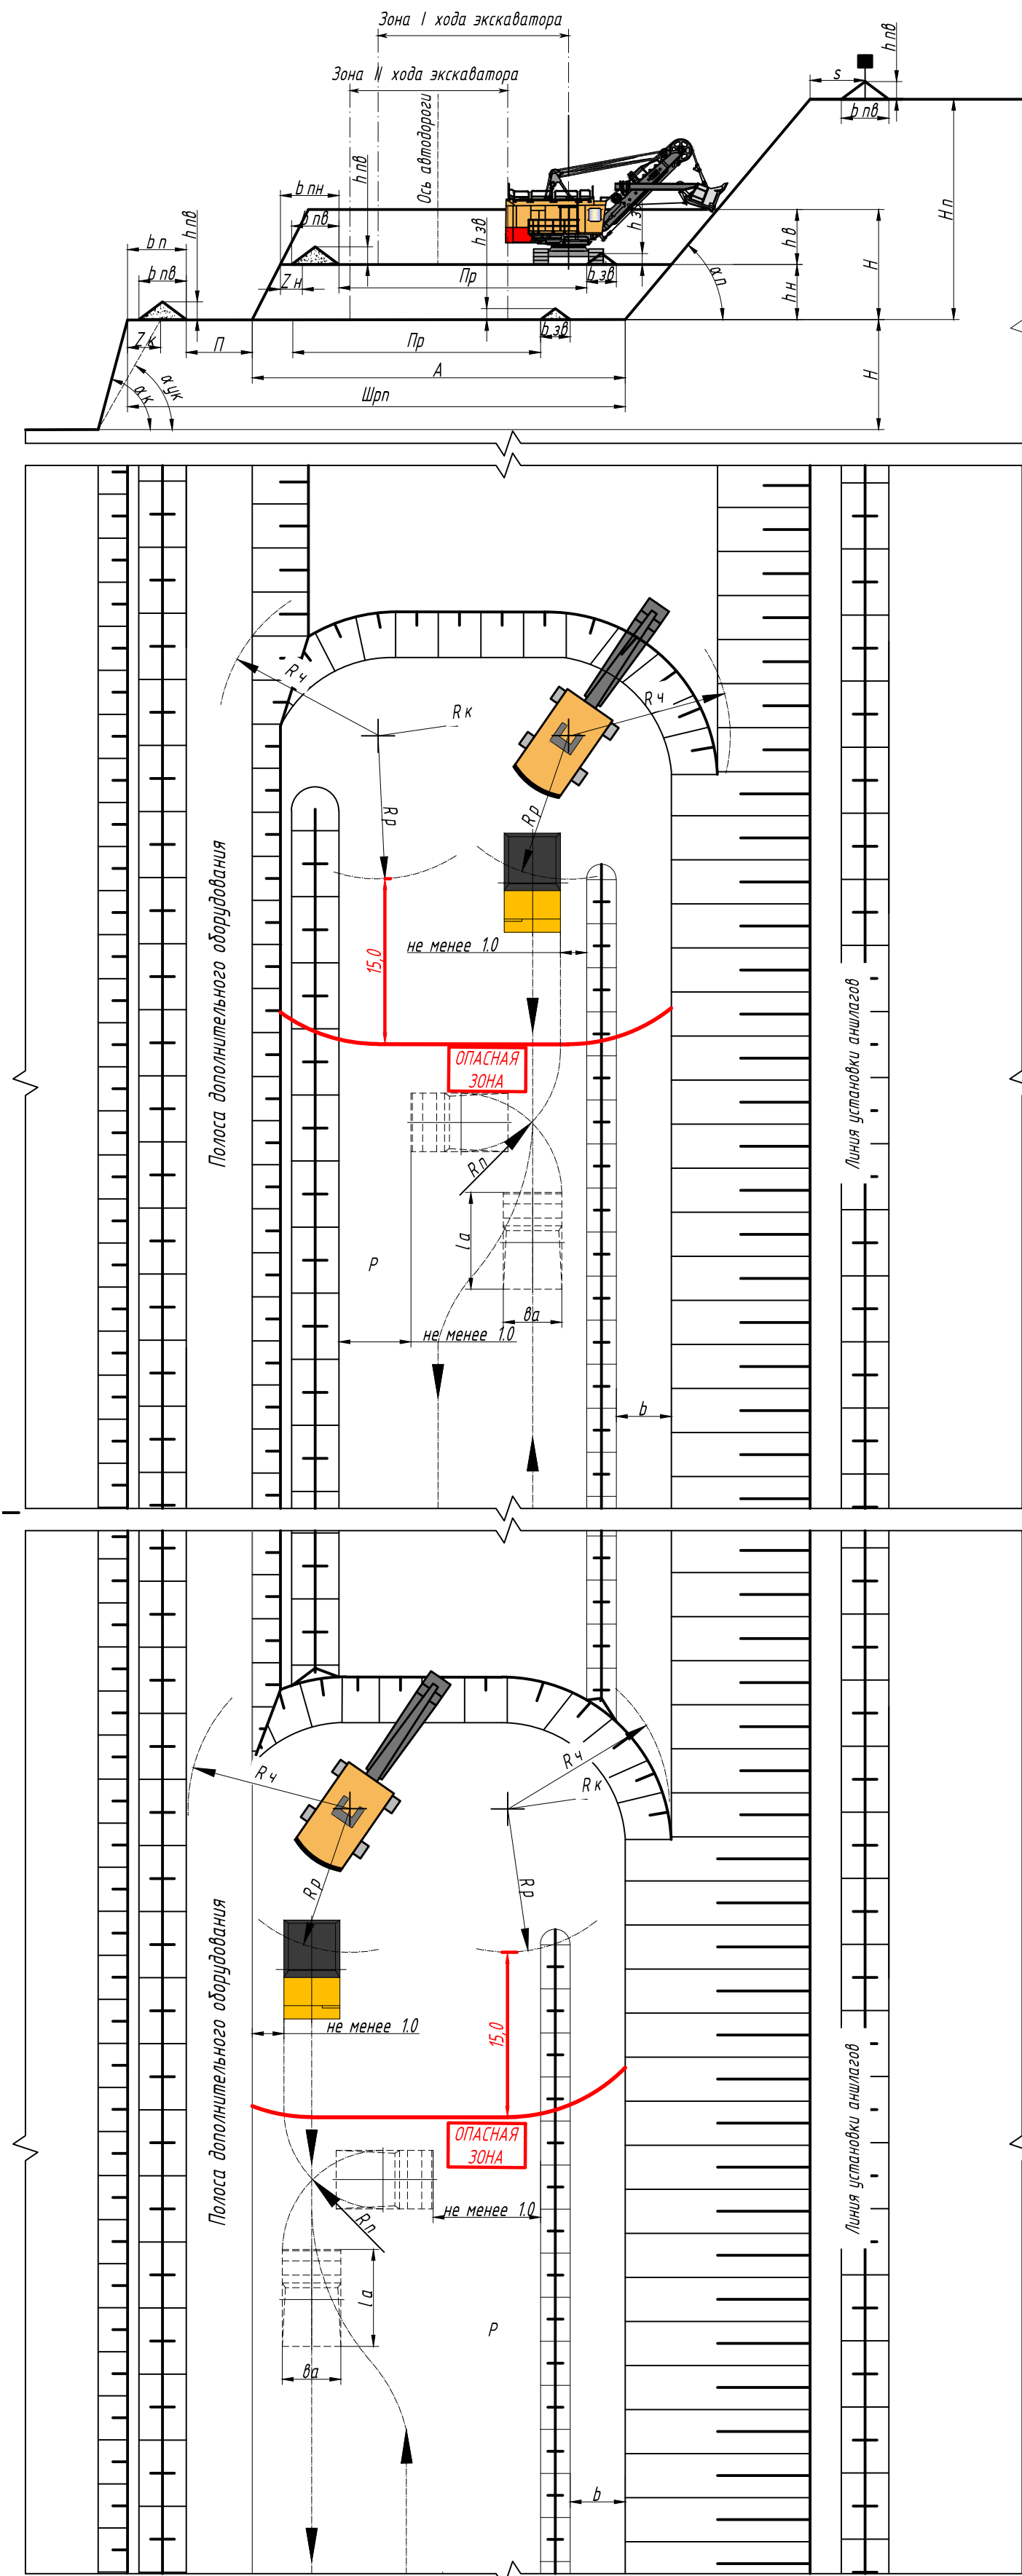 Зона I хода экскаватора
h пв
s
Зона II хода экскаватора
b пв
Ось автодороги
h пв
b пн
h пв
b пв
h зв
h з
b п
b пв
Z н
Пр
b зв
α п
h в
h н
H
H п
Z к
П
Пр
b зв
А
α к
α ук
Шрп
H
R ч
R к
R ч
R р
R р
Полоса дополнительного оборудования
не менее 1.0
15,0
Линия установки аншлагов
ОПАСНАЯ
ЗОНА
R п
l а
Р
ва
не менее 1.0
b
R ч
R ч
R к
R р
R р
Полоса дополнительного оборудования
не менее 1.0
15,0
Линия установки аншлагов
ОПАСНАЯ
ЗОНА
не менее 1.0
R п
l а
Р
ва
b